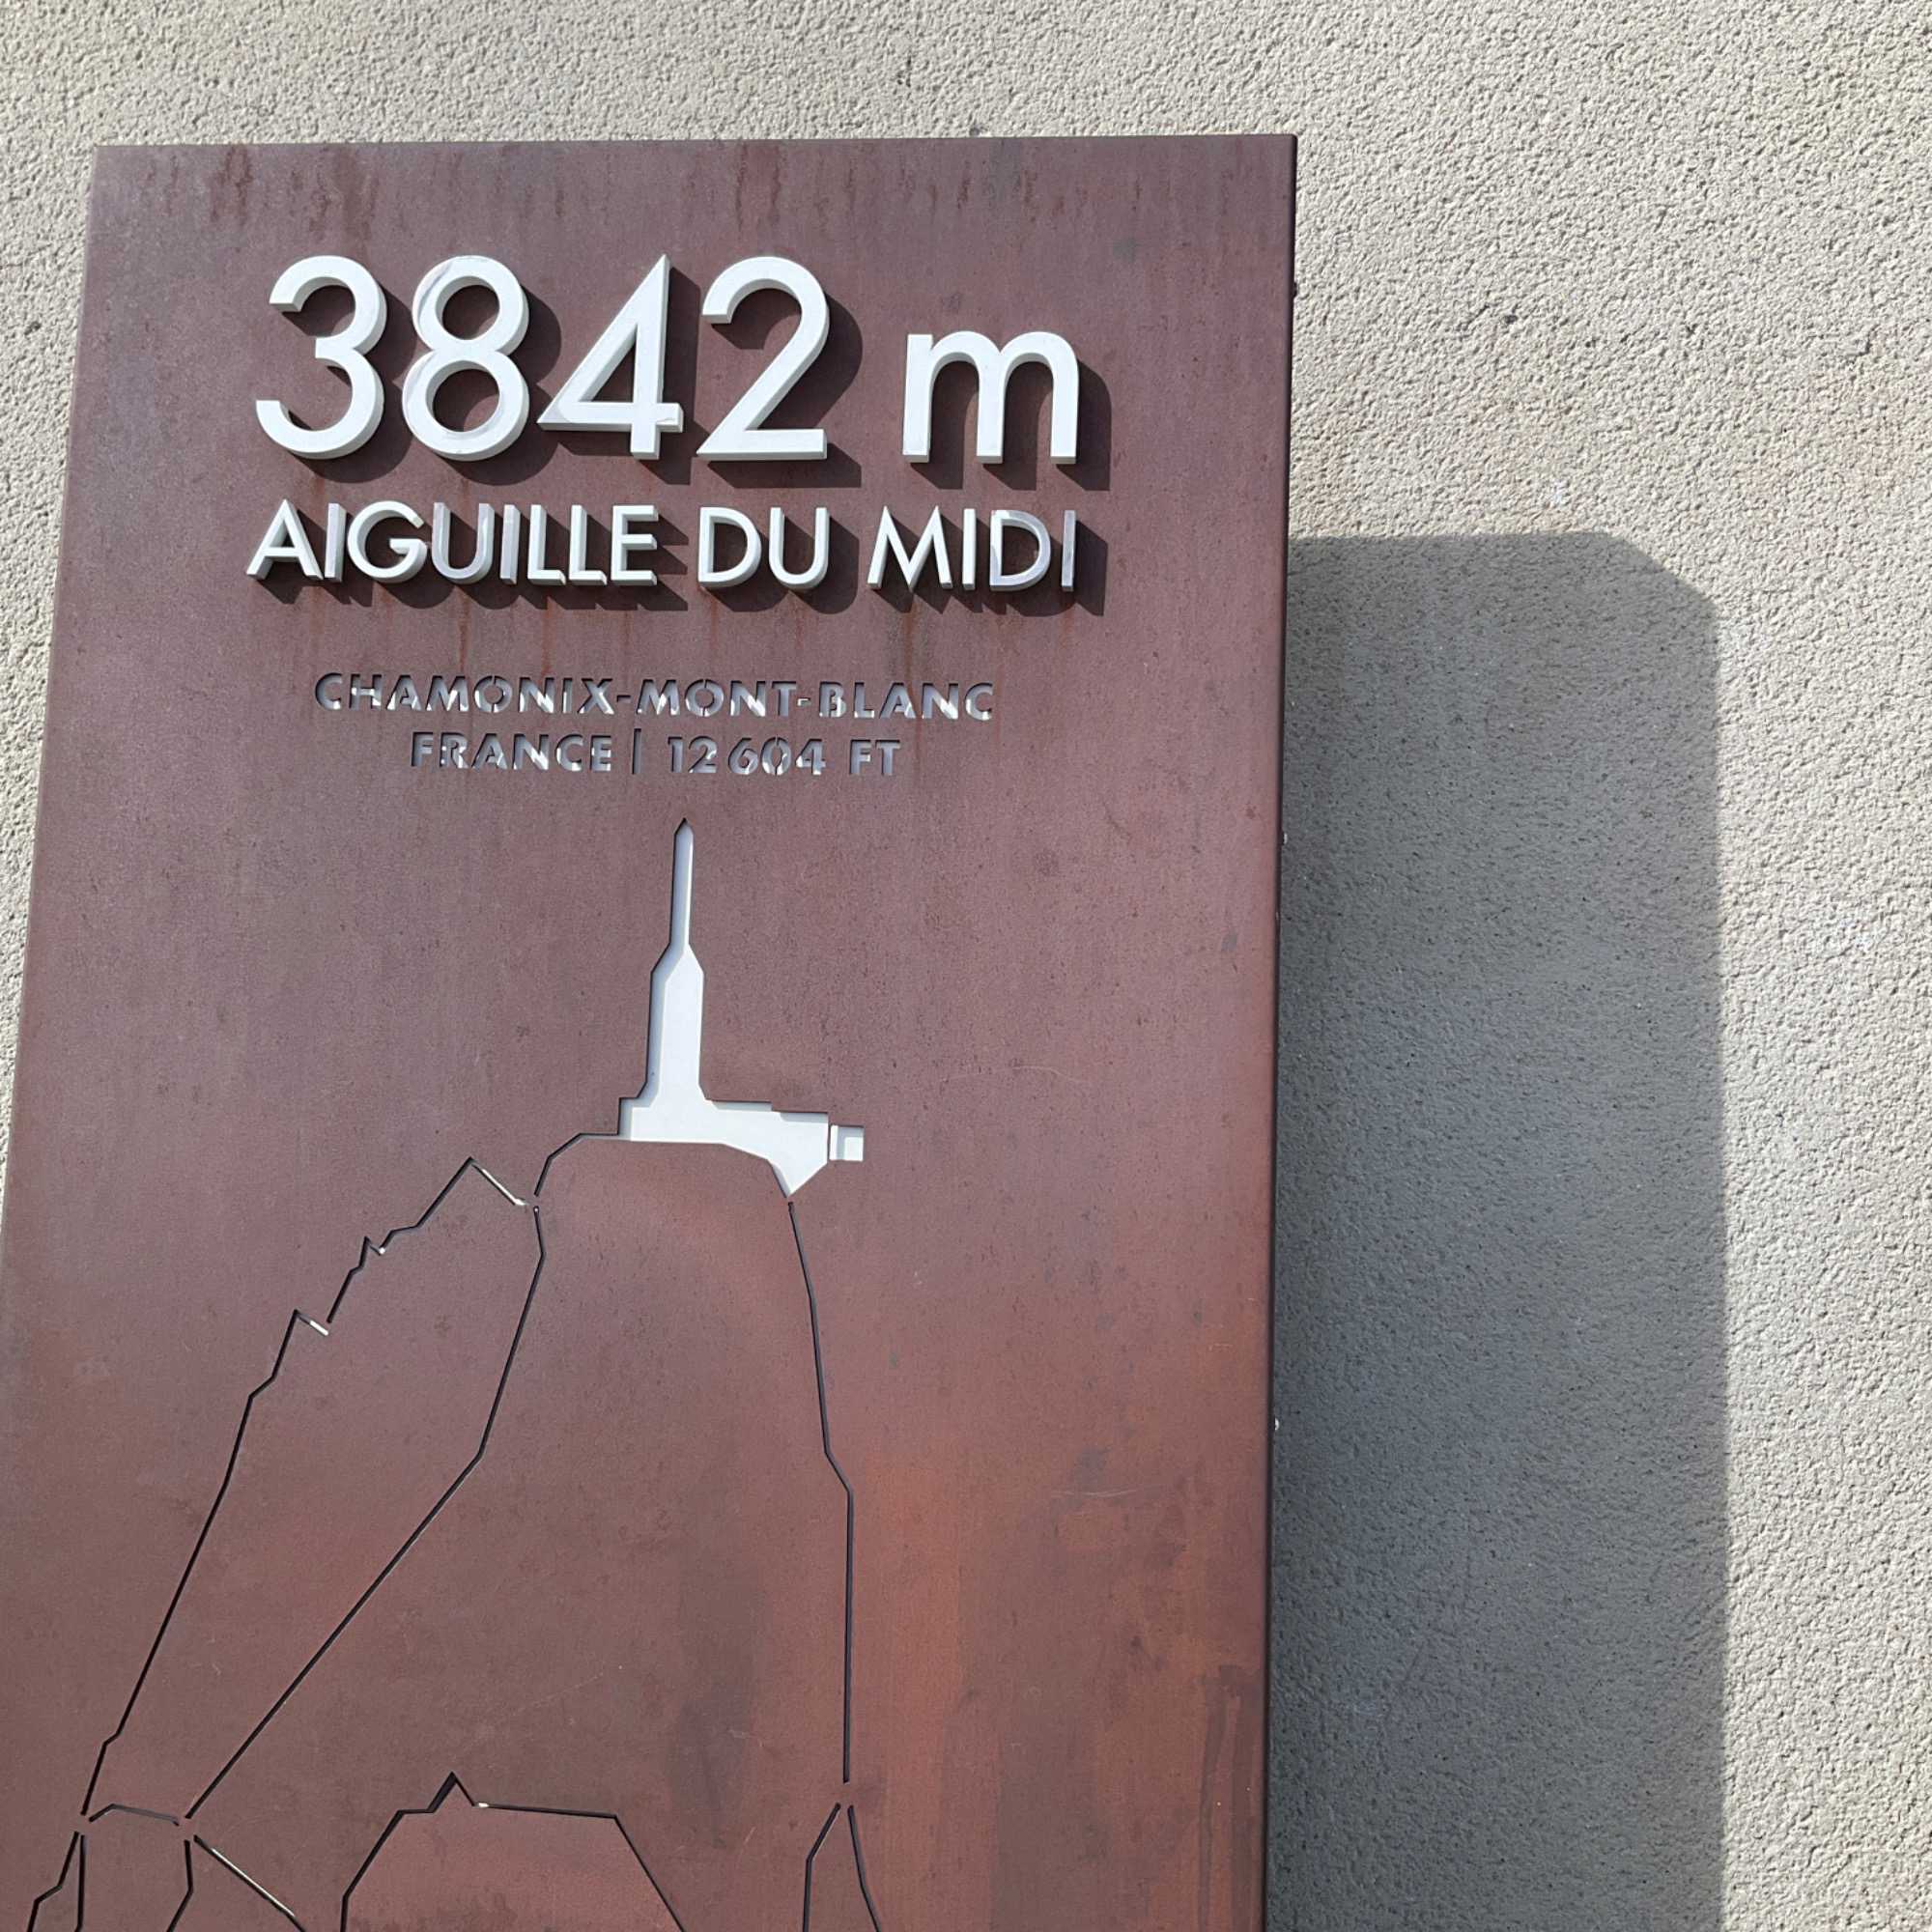 3842 m
AIGUILLE DU MIDI
CHAMONIX-MONT-BLANC
FRANCE | 12 604 FT